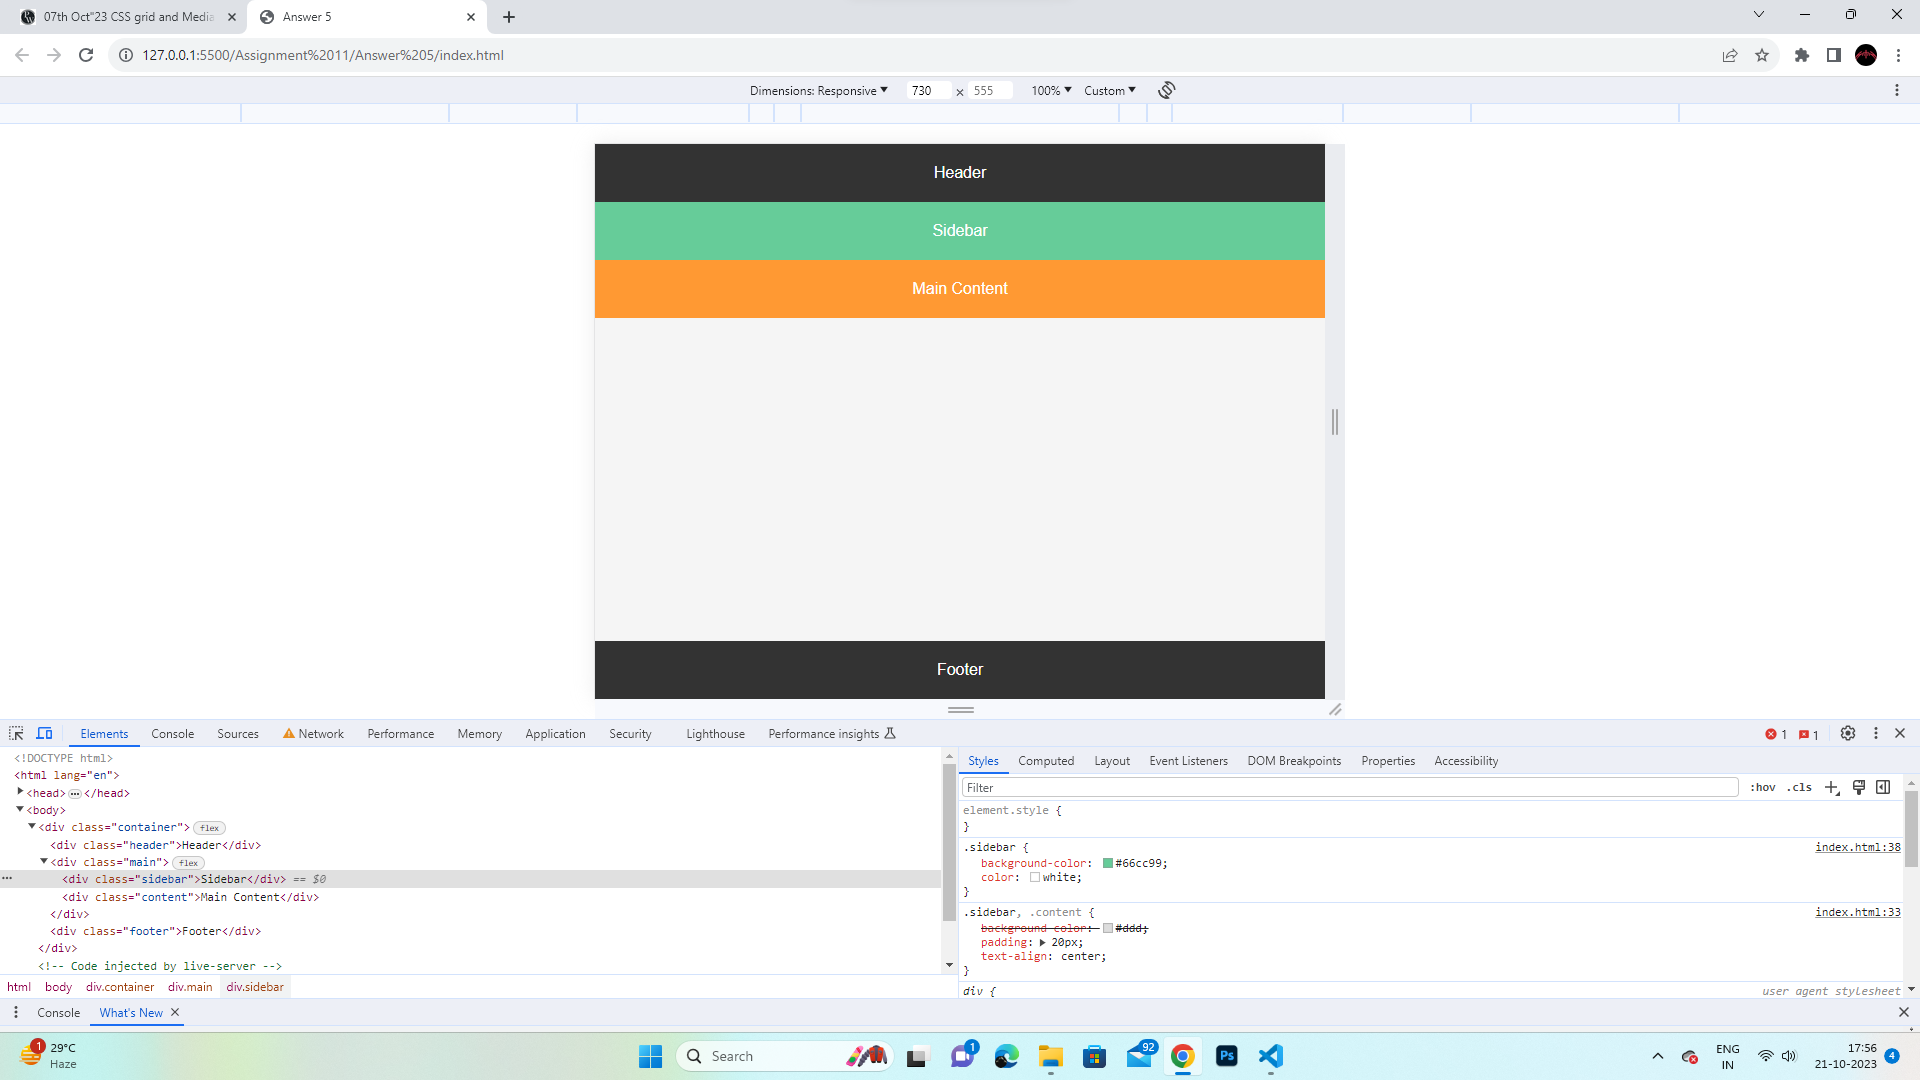 07th Oct"23 CSS grid and Media
Answer 5
127.0.0.1:5500/Assignment%2011/Answer%205/index.html
Dimensions: Responsive 730 × 555 100% Custom
Header
Sidebar
Main Content
Footer
Elements Console Sources Network Performance Memory Application Security Lighthouse Performance insights 1 1
<!DOCTYPE html>
<html lang="en">
<head> ••• </head>
<body>
<div class="container"> flex
<div class="header">Header</div>
<div class="main"> flex
<div class="sidebar">Sidebar</div> == $0
<div class="content">Main Content</div>
</div>
<div class="footer">Footer</div>
</div>
<!-- Code injected by live-server -->
html body div.container div.main div.sidebar
Styles Computed Layout Event Listeners DOM Breakpoints Properties Accessibility
Filter :hov .cls
element.style {
}
.sidebar { index.html:38
background-color: #66cc99;
color: white;
}
.sidebar, .content { index.html:33
background-color: #ddd;
padding: 20px;
text-align: center;
}
div { user agent stylesheet
Console What's New
1 29°C
Haze
Search
1
92
Ps
ENG
IN
17:56
21-10-2023
4